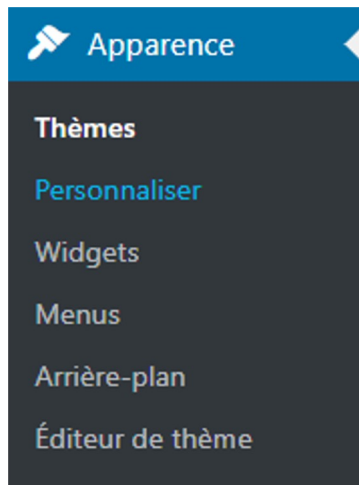 Apparence
Thèmes
Personnaliser
Widgets
Menus
Arrière-plan
Éditeur de thème